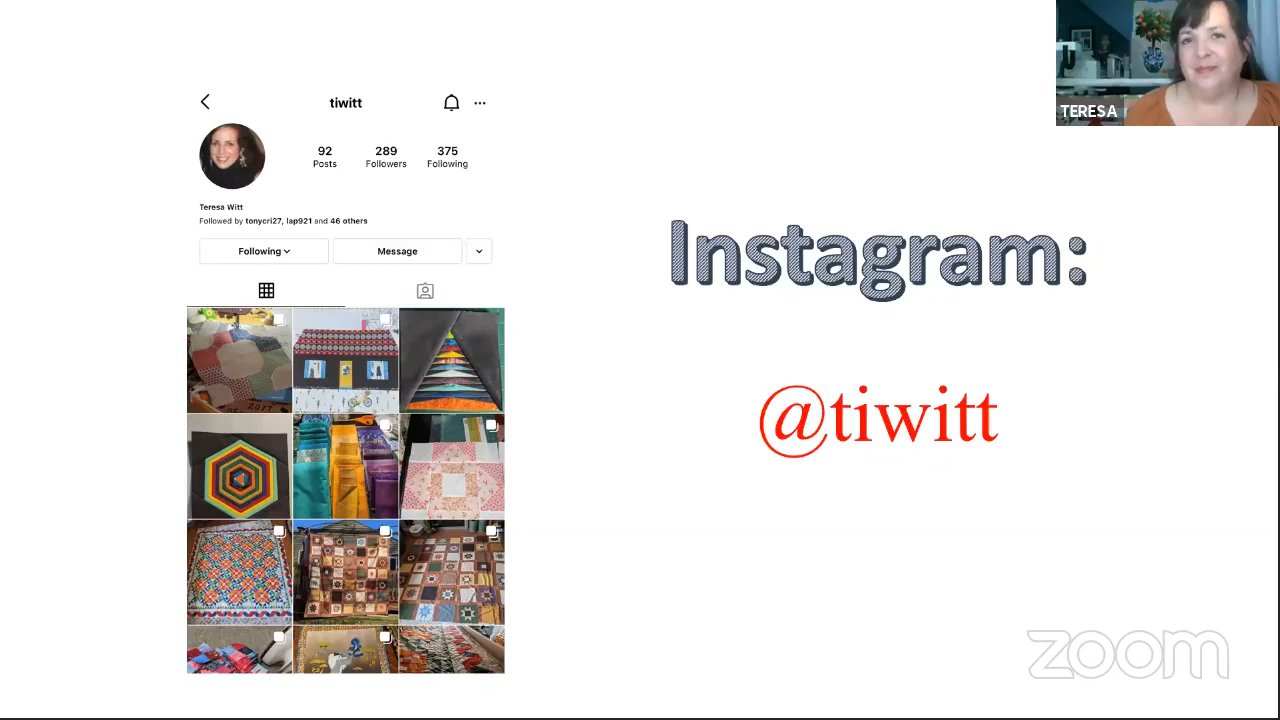 TERESA
tiwitt
92 289 375
Posts Followers Following
Teresa Witt
Followed by tonycri27, lap921 and 46 others
Following Message
Instagram:
@tiwitt
zoom